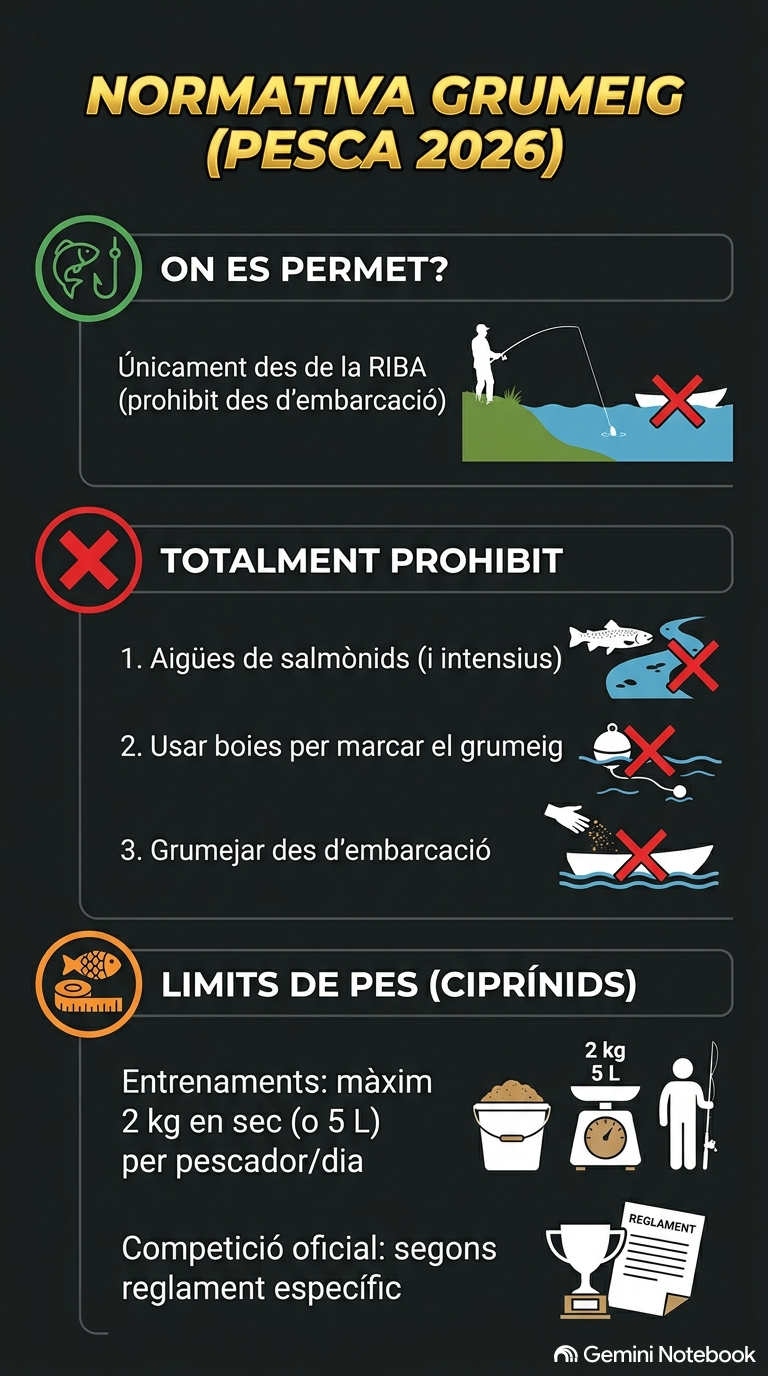 NORMATIVA GRUMEIG
(PESCA 2026)
ON ES PERMET?
Únicament des de la RIBA
(prohibit des d’embarcació)
TOTALMENT PROHIBIT
1. Aigües de salmònids (i intensius)
2. Usar boies per marcar el grumeig
3. Grumejar des d’embarcació
LIMITS DE PES (CIPRÍNIDS)
Entrenaments: màxim
2 kg en sec (o 5 L)
per pescador/dia
2 kg
5 L
Competició oficial: segons
reglament específic
REGLAMENT
Gemini Notebook